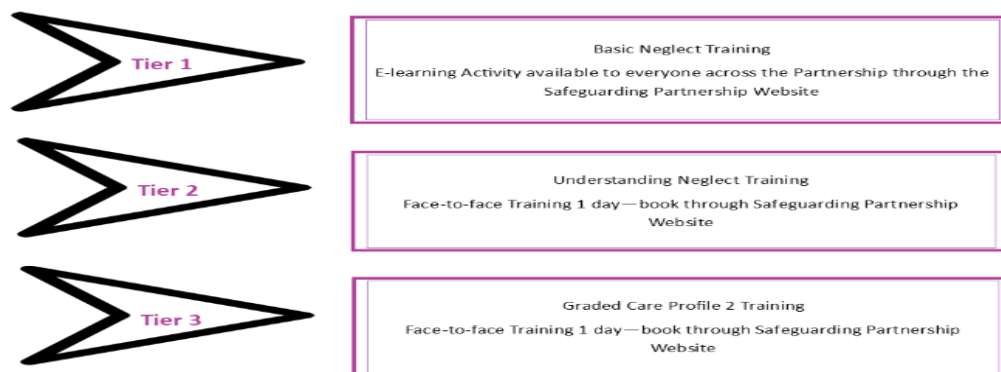 Tier 1
Basic Neglect Training
E-learning Activity available to everyone across the Partnership through the
Safeguarding Partnership Website
Tier 2
Understanding Neglect Training
Face-to-face Training 1 day—book through Safeguarding Partnership
Website
Tier 3
Graded Care Profile 2 Training
Face-to-face Training 1 day—book through Safeguarding Partnership
Website